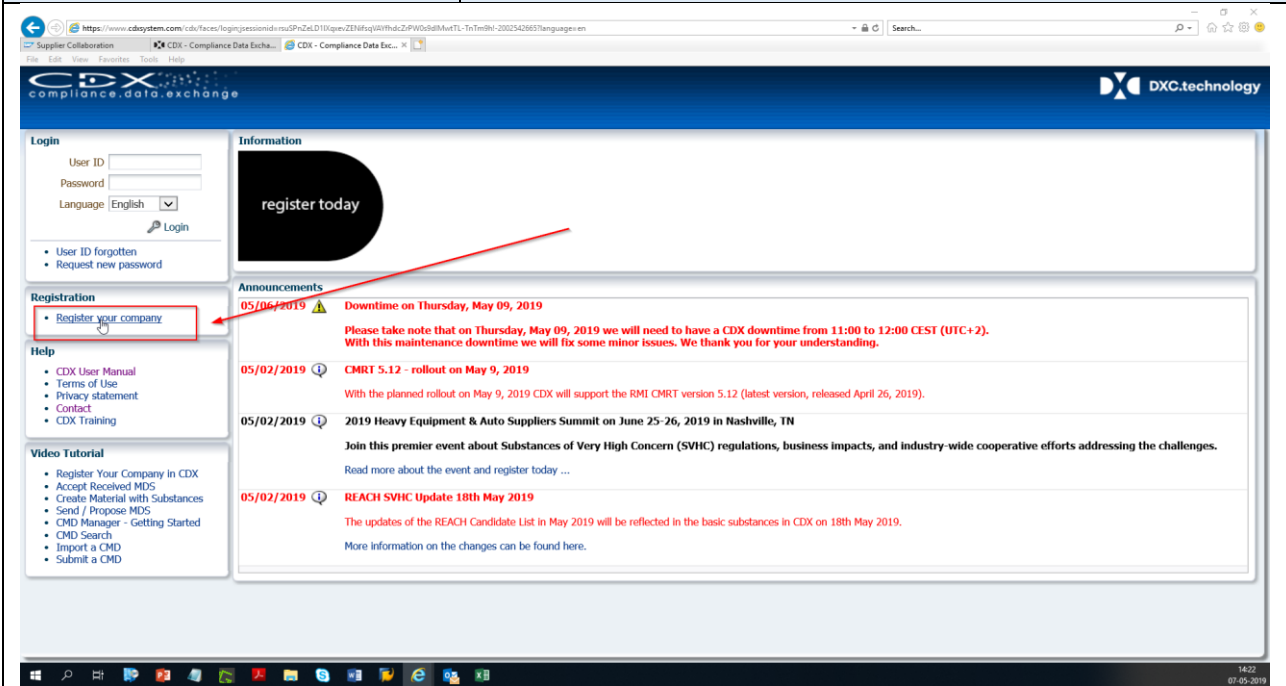 https://www.cdxsystem.com/cdx/faces/login;jsessionid=
Search...
Supplier Collaboration
CDX - Compliance Data Excha...
CDX - Compliance Data Exc...
File Edit View Favorites Tools Help
CDX
compliance.data.exchange
DXC.technology
Login
User ID
Password
Language English
Login
• User ID forgotten
• Request new password
Registration
• Register your company
Help
• CDX User Manual
• Terms of Use
• Privacy statement
• Contact
• CDX Training
Video Tutorial
• Register Your Company in CDX
• Accept Received MDS
• Create Material with Substances
• Send / Propose MDS
• CMD Manager - Getting Started
• CMD Search
• Import a CMD
• Submit a CMD
Information
register today
Announcements
05/06/2019 Downtime on Thursday, May 09, 2019
Please take note that on Thursday, May 09, 2019 we will need to have a CDX downtime from 11:00 to 12:00 CEST (UTC+2).
With this maintenance downtime we will fix some minor issues. We thank you for your understanding.
05/02/2019 CMRT 5.12 - rollout on May 9, 2019
With the planned rollout on May 9, 2019 CDX will support the RMI CMRT version 5.12 (latest version, released April 26, 2019).
05/02/2019 2019 Heavy Equipment & Auto Suppliers Summit on June 25-26, 2019 in Nashville, TN
Join this premier event about Substances of Very High Concern (SVHC) regulations, business impacts, and industry-wide cooperative efforts addressing the challenges.
Read more about the event and register today ...
05/02/2019 REACH SVHC Update 18th May 2019
The updates of the REACH Candidate List in May 2019 will be reflected in the basic substances in CDX on 18th May 2019.
More information on the changes can be found here.
14:22
07-05-2019